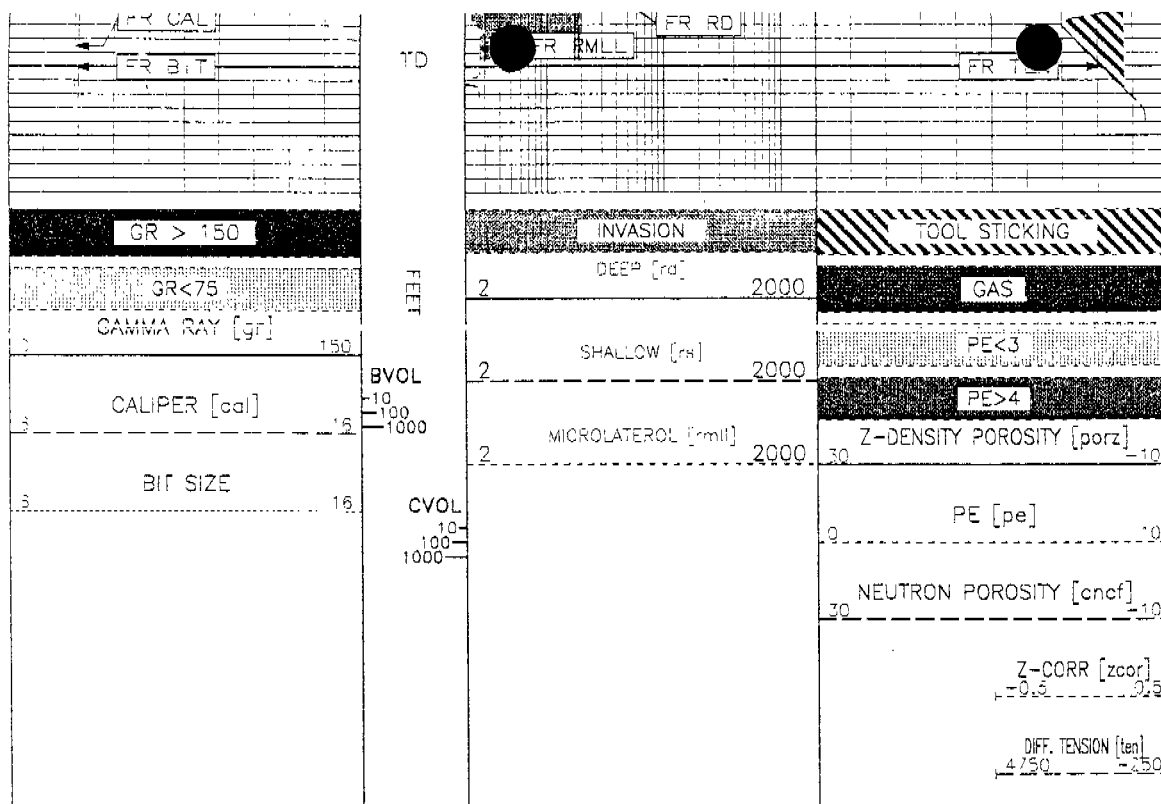 FR CAL
FR BIT
TD
FR RD
FR RMLL
FR
GR > 150
GR<75
GAMMA RAY [gr]
150
CALIPER [cal]
6 16
BIT SIZE
6 16
FEET
BVOL
10
100
1000
CVOL
10
100
1000
INVASION
DEEP [rd]
2 2000
SHALLOW [rs]
2 2000
MICROLATEROL [rmll]
2 2000
TOOL STICKING
GAS
PE<3
PE>4
Z-DENSITY POROSITY [porz]
30 -10
PE [pe]
0 10
NEUTRON POROSITY [cncf]
30 -10
Z-CORR [zcor]
-0.5 0.5
DIFF. TENSION [ten]
4750 -250